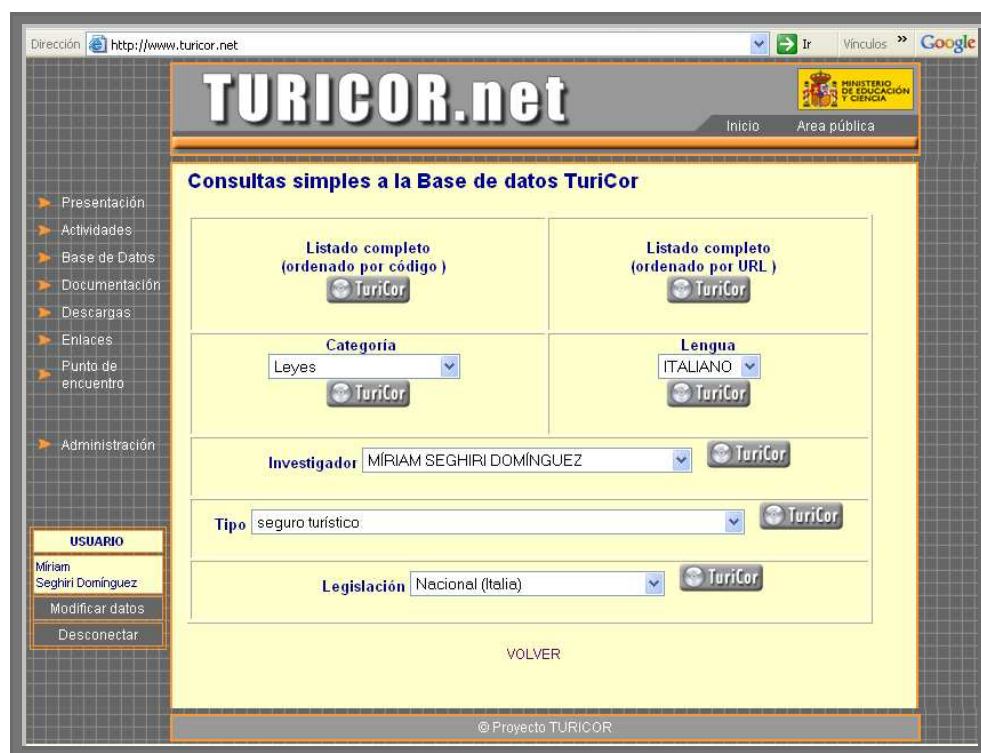 Dirección http://www.turicor.net Ir Vínculos » Google
TURICOR.net
MINISTERIO
DE EDUCACIÓN
Y CIENCIA
Inicio Area pública
Consultas simples a la Base de datos TuriCor
Presentación
Actividades
Base de Datos
Documentación
Descargas
Enlaces
Punto de
encuentro
Administración
Listado completo
(ordenado por código )
TuriCor
Listado completo
(ordenado por URL )
TuriCor
Categoría
Leyes
TuriCor
Lengua
ITALIANO
TuriCor
Investigador MÍRIAM SEGHIRI DOMÍNGUEZ TuriCor
Tipo seguro turístico TuriCor
Legislación Nacional (Italia) TuriCor
USUARIO
Míriam
Seghiri Domínguez
Modificar datos
Desconectar
VOLVER
© Proyecto TURICOR